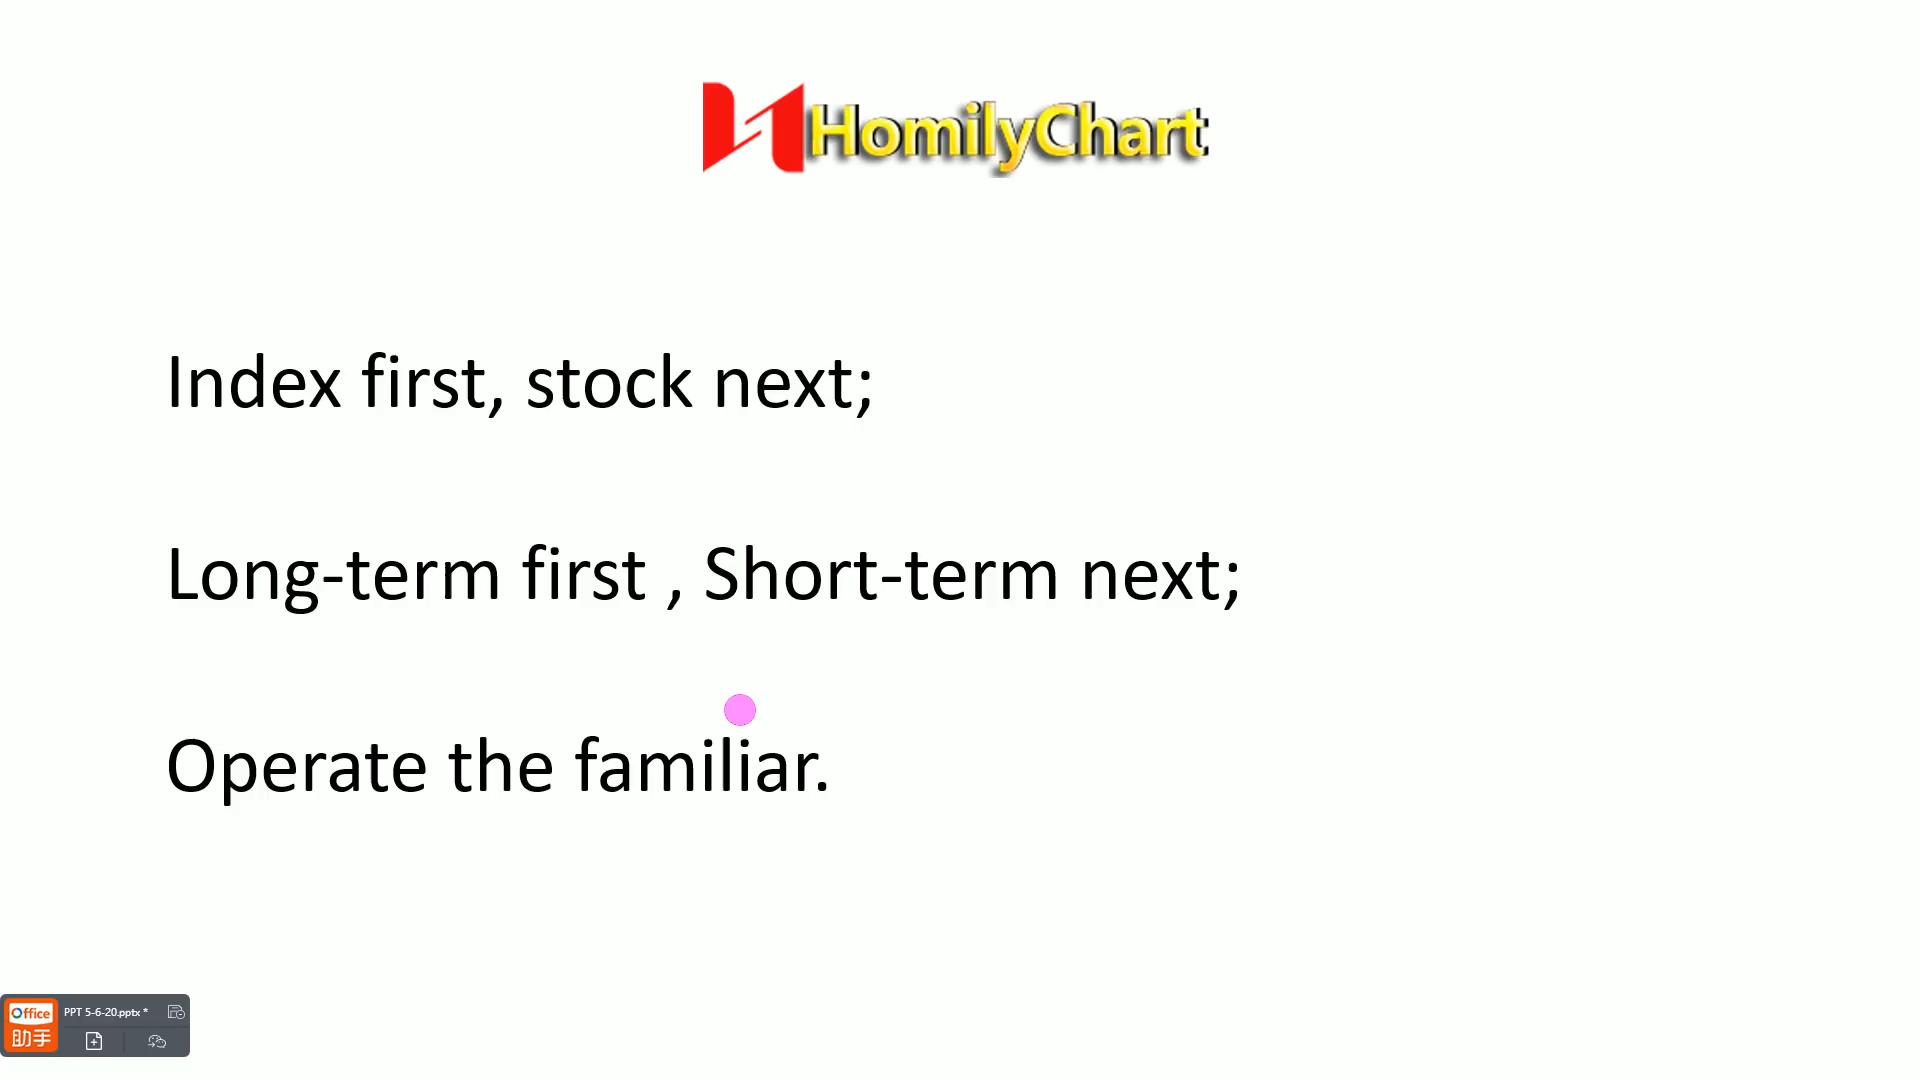 HomilyChart
Index first, stock next;
Long-term first , Short-term next;
Operate the familiar.
Office
助手
PPT 5-6-20.pptx *